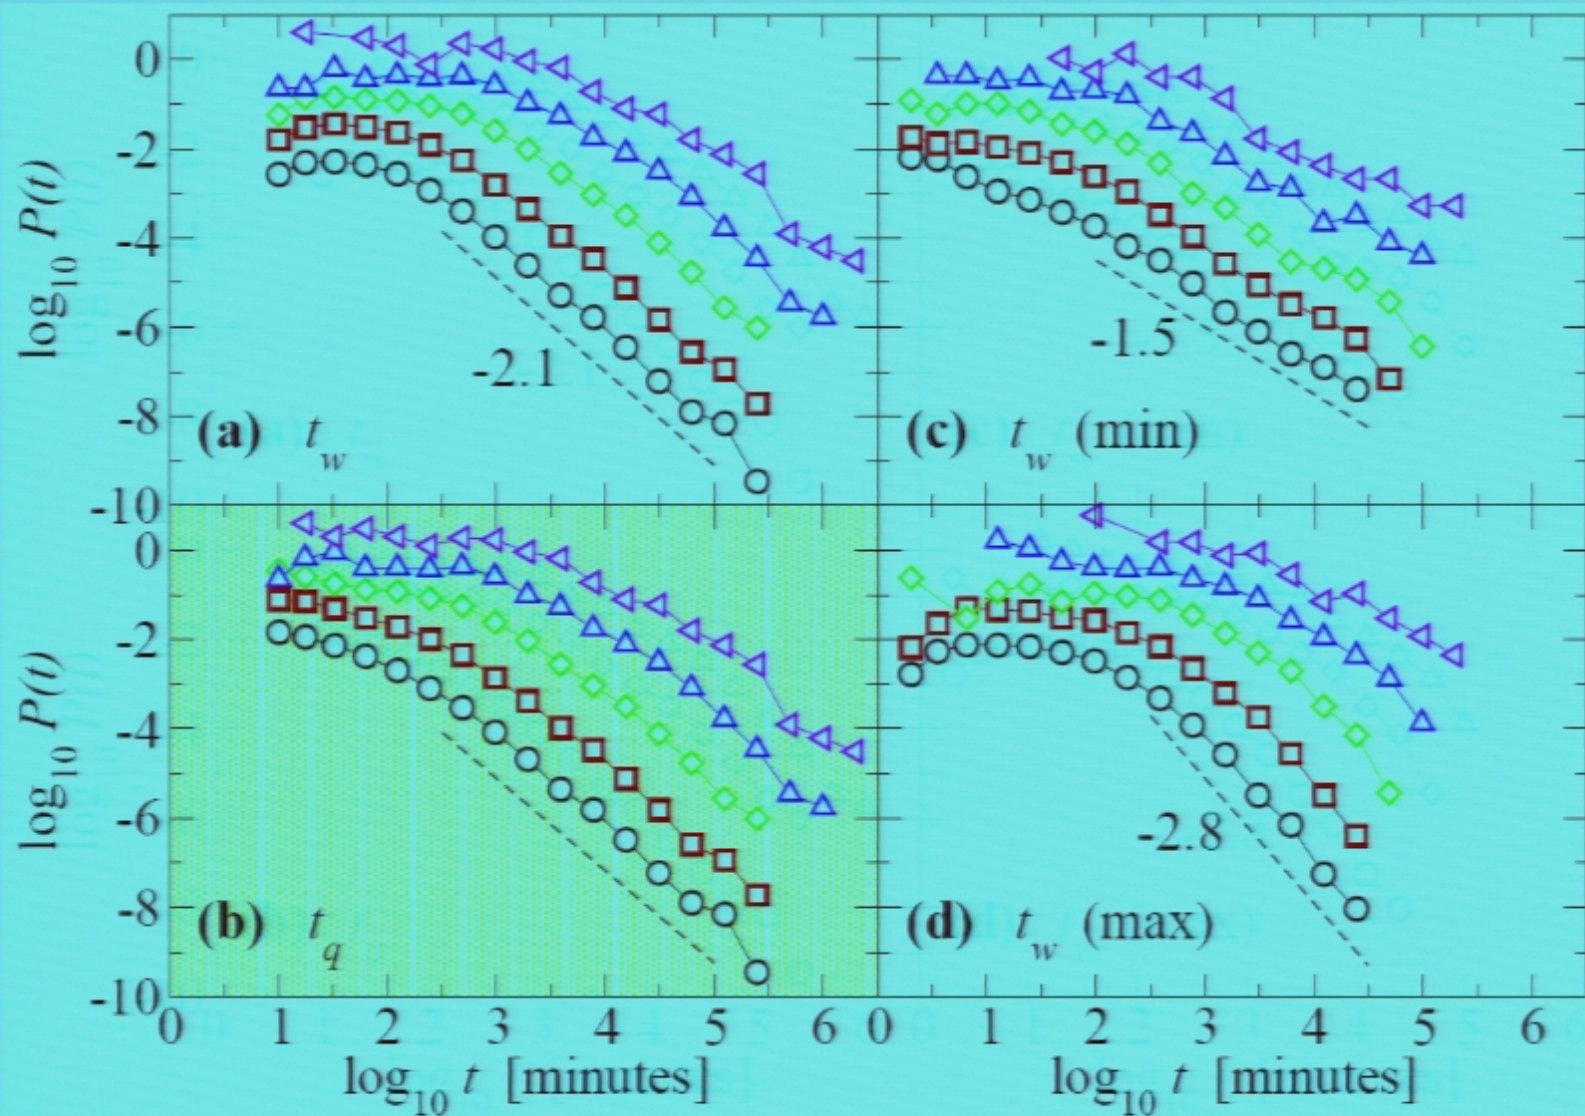 0
-2
-4
-6
-8
-10
log10 P(t)
-2.1
(a) tw
-1.5
(c) tw (min)
0
-2
-4
-6
-8
-10
log10 P(t)
(b) tq
-2.8
(d) tw (max)
0 1 2 3 4 5 6 0 1 2 3 4 5 6
log10 t [minutes] log10 t [minutes]